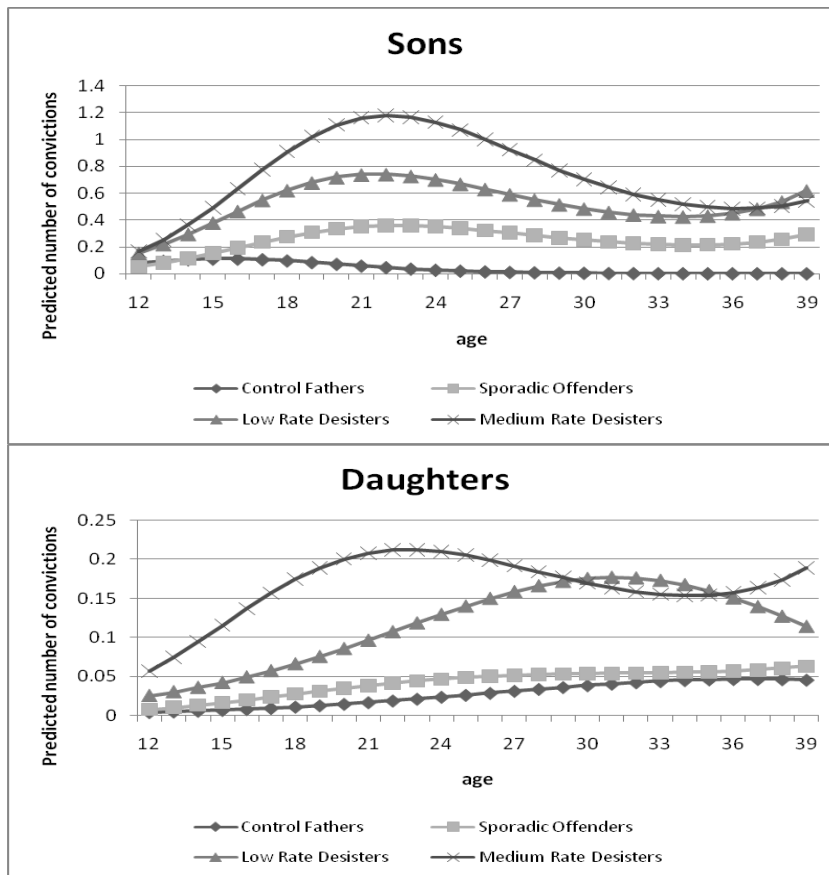 Sons
Predicted number of convictions
1.4
1.2
1
0.8
0.6
0.4
0.2
0
12 15 18 21 24 27 30 33 36 39
age
Control Fathers Sporadic Offenders
Low Rate Desisters Medium Rate Desisters
Daughters
Predicted number of convictions
0.25
0.2
0.15
0.1
0.05
0
12 15 18 21 24 27 30 33 36 39
age
Control Fathers Sporadic Offenders
Low Rate Desisters Medium Rate Desisters